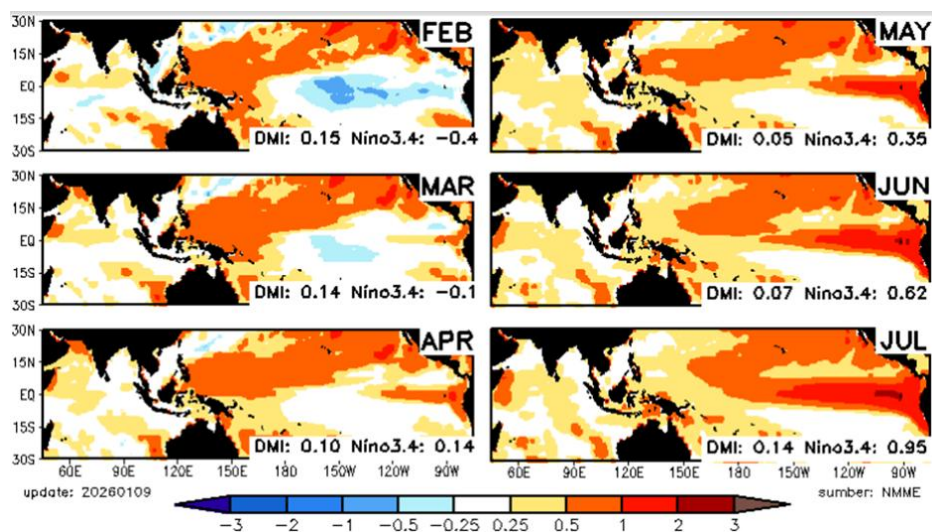 30N
15N
EQ
15S
30S
FEB
DMI: 0.15 Nino3.4: -0.4
MAY
DMI: 0.05 Nino3.4: 0.35
30N
15N
EQ
15S
30S
MAR
DMI: 0.14 Nino3.4: -0.1
JUN
DMI: 0.07 Nino3.4: 0.62
30N
15N
EQ
15S
30S
APR
DMI: 0.10 Nino3.4: 0.14
JUL
DMI: 0.14 Nino3.4: 0.95
60E 90E 120E 150E 180 150W 120W 90W
60E 90E 120E 150E 180 150W 120W 90W
update: 20260109
sumber: NMME
-3 -2 -1 -0.5 -0.25 0.25 0.5 1 2 3